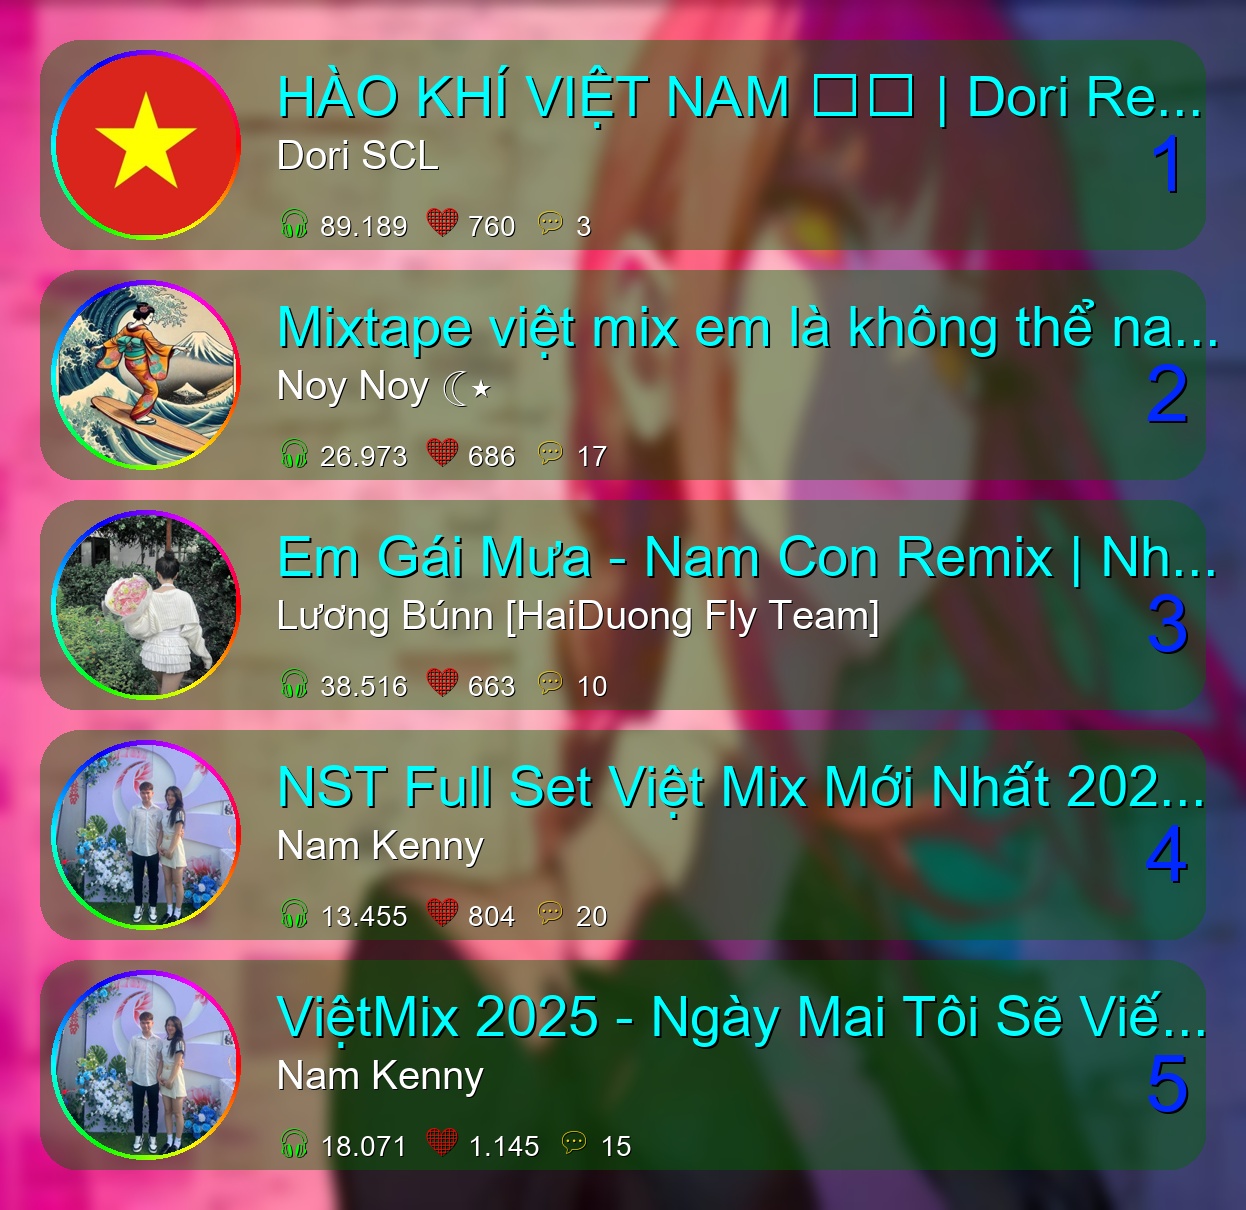 HÀO KHÍ VIỆT NAM □□ | Dori Re...
Dori SCL
1
89.189 760 3
Mixtape việt mix em là không thể na...
Noy Noy ☾⋆
2
26.973 686 17
Em Gái Mưa - Nam Con Remix | Nh...
Lương Búnn [HaiDuong Fly Team]
3
38.516 663 10
NST Full Set Việt Mix Mới Nhất 202...
Nam Kenny
4
13.455 804 20
ViệtMix 2025 - Ngày Mai Tôi Sẽ Viế...
Nam Kenny
5
18.071 1.145 15